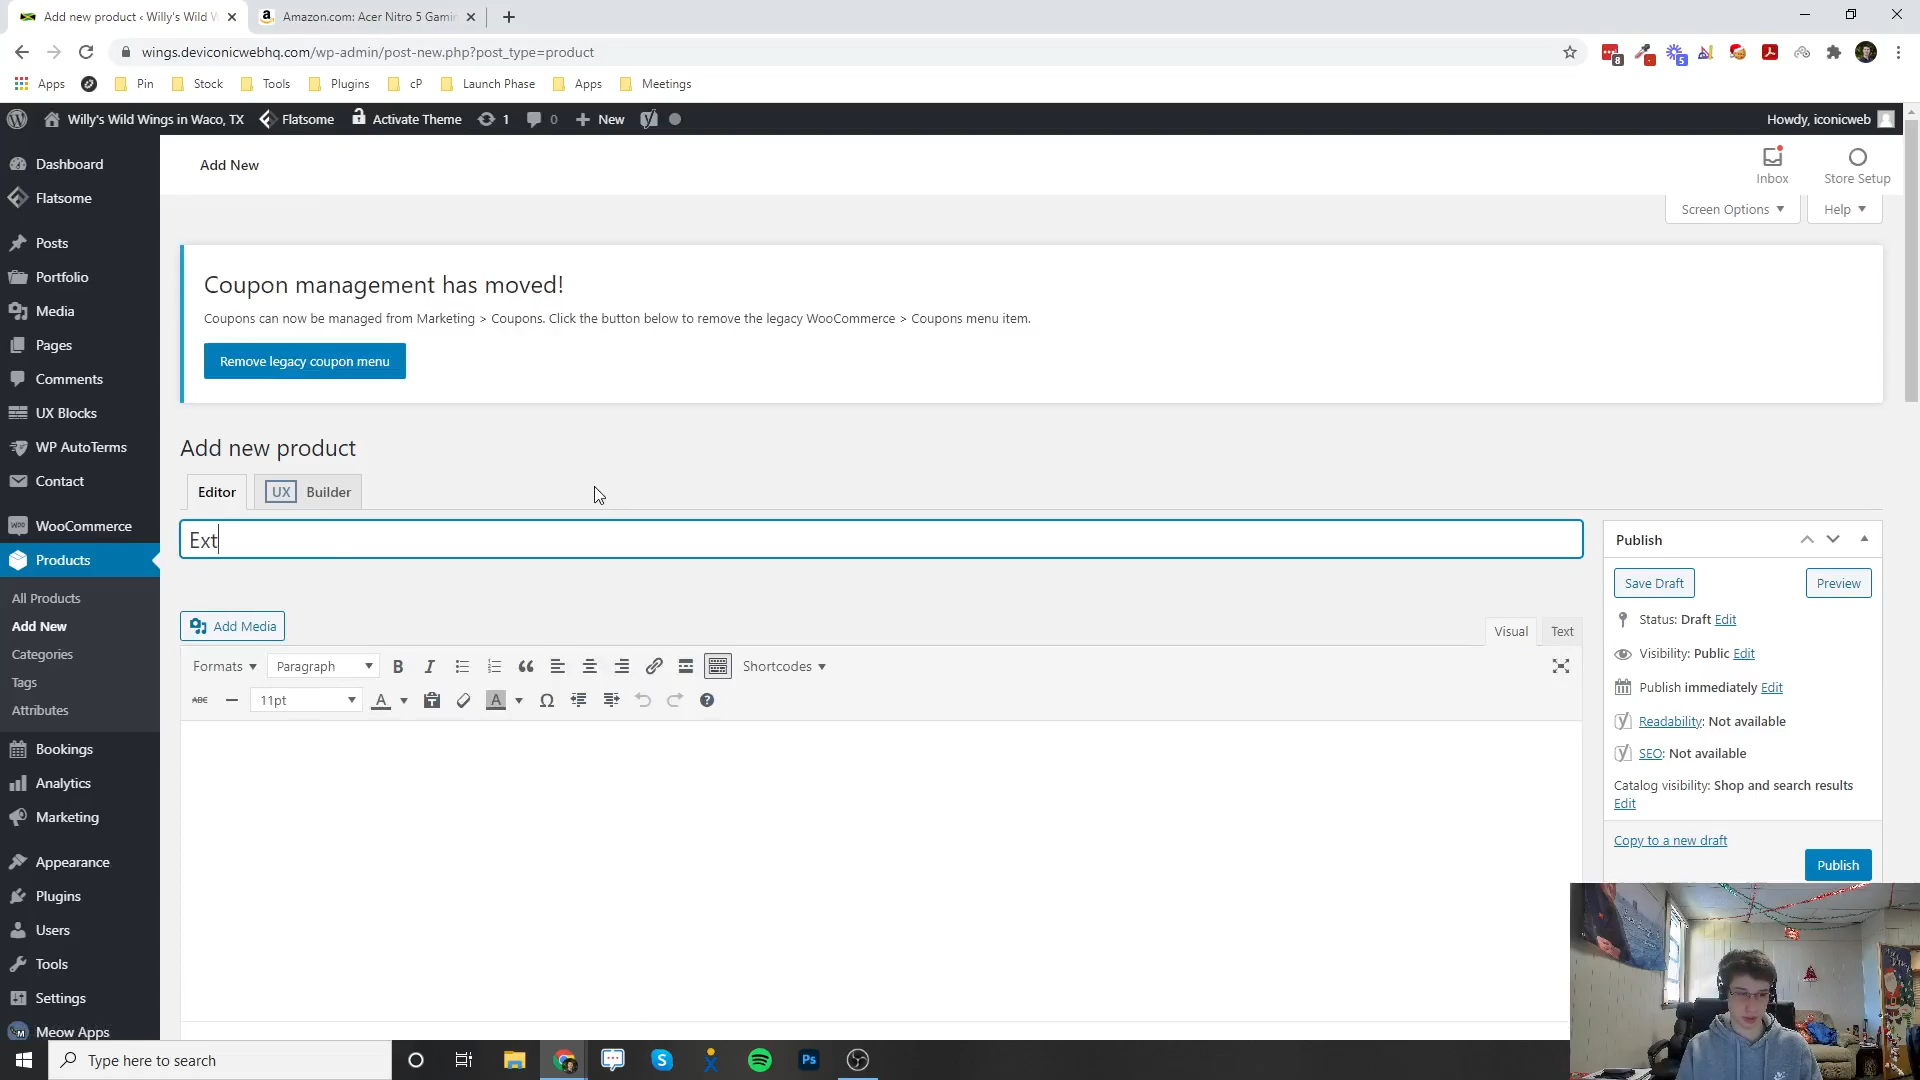 Add new product ‹ Willy's Wild W
Amazon.com: Acer Nitro 5 Gamin
wings.deviconicwebhq.com/wp-admin/post-new.php?post_type=product
8
5
Apps
Pin
Stock
Tools
Plugins
cP
Launch Phase
Apps
Meetings
Willy's Wild Wings in Waco, TX
Flatsome
Activate Theme
1
0
New
Howdy, iconicweb
Dashboard
Flatsome
Posts
Portfolio
Media
Pages
Comments
UX Blocks
WP AutoTerms
Contact
WooCommerce
Products
All Products
Add New
Categories
Tags
Attributes
Bookings
Analytics
Marketing
Appearance
Plugins
Users
Tools
Settings
Meow Apps
Add New
Inbox
Store Setup
Screen Options
Help
Coupon management has moved!
Coupons can now be managed from Marketing > Coupons. Click the button below to remove the legacy WooCommerce > Coupons menu item.
Remove legacy coupon menu
Add new product
Editor
UX Builder
Ext
Add Media
Visual
Text
Formats
Paragraph
B
I
Shortcodes
ABC
11pt
A
A
Ω
Publish
Save Draft
Preview
Status: Draft Edit
Visibility: Public Edit
Publish immediately Edit
Readability: Not available
SEO: Not available
Catalog visibility: Shop and search results
Edit
Copy to a new draft
Publish
Type here to search
S
Ps